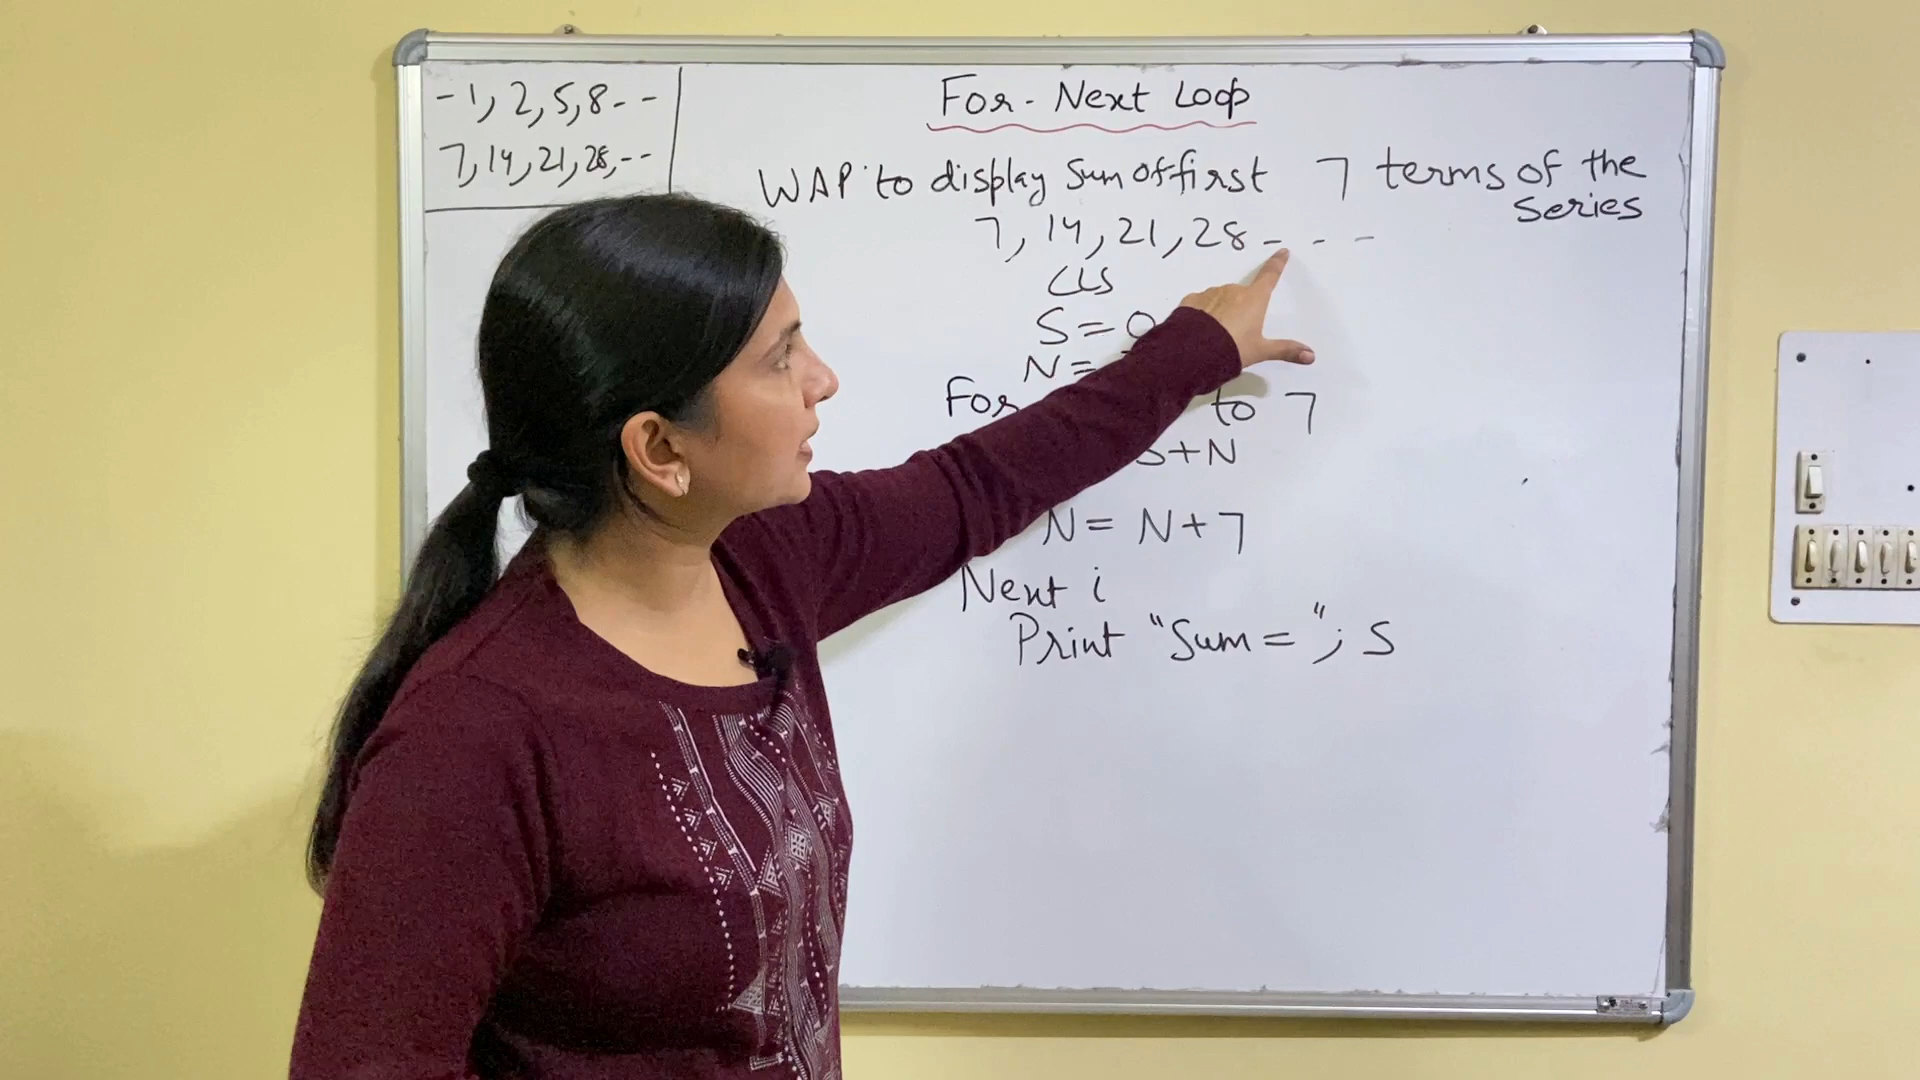 - 1, 2, 5, 8 - -
7, 14, 21, 28, - -
For - Next Loop
WAP to display Sum of first 7 terms of the
series
7, 14, 21, 28 - - -
CLS
S = 0
N =
For to 7
S + N
N = N + 7
Next i
Print "Sum = "; S